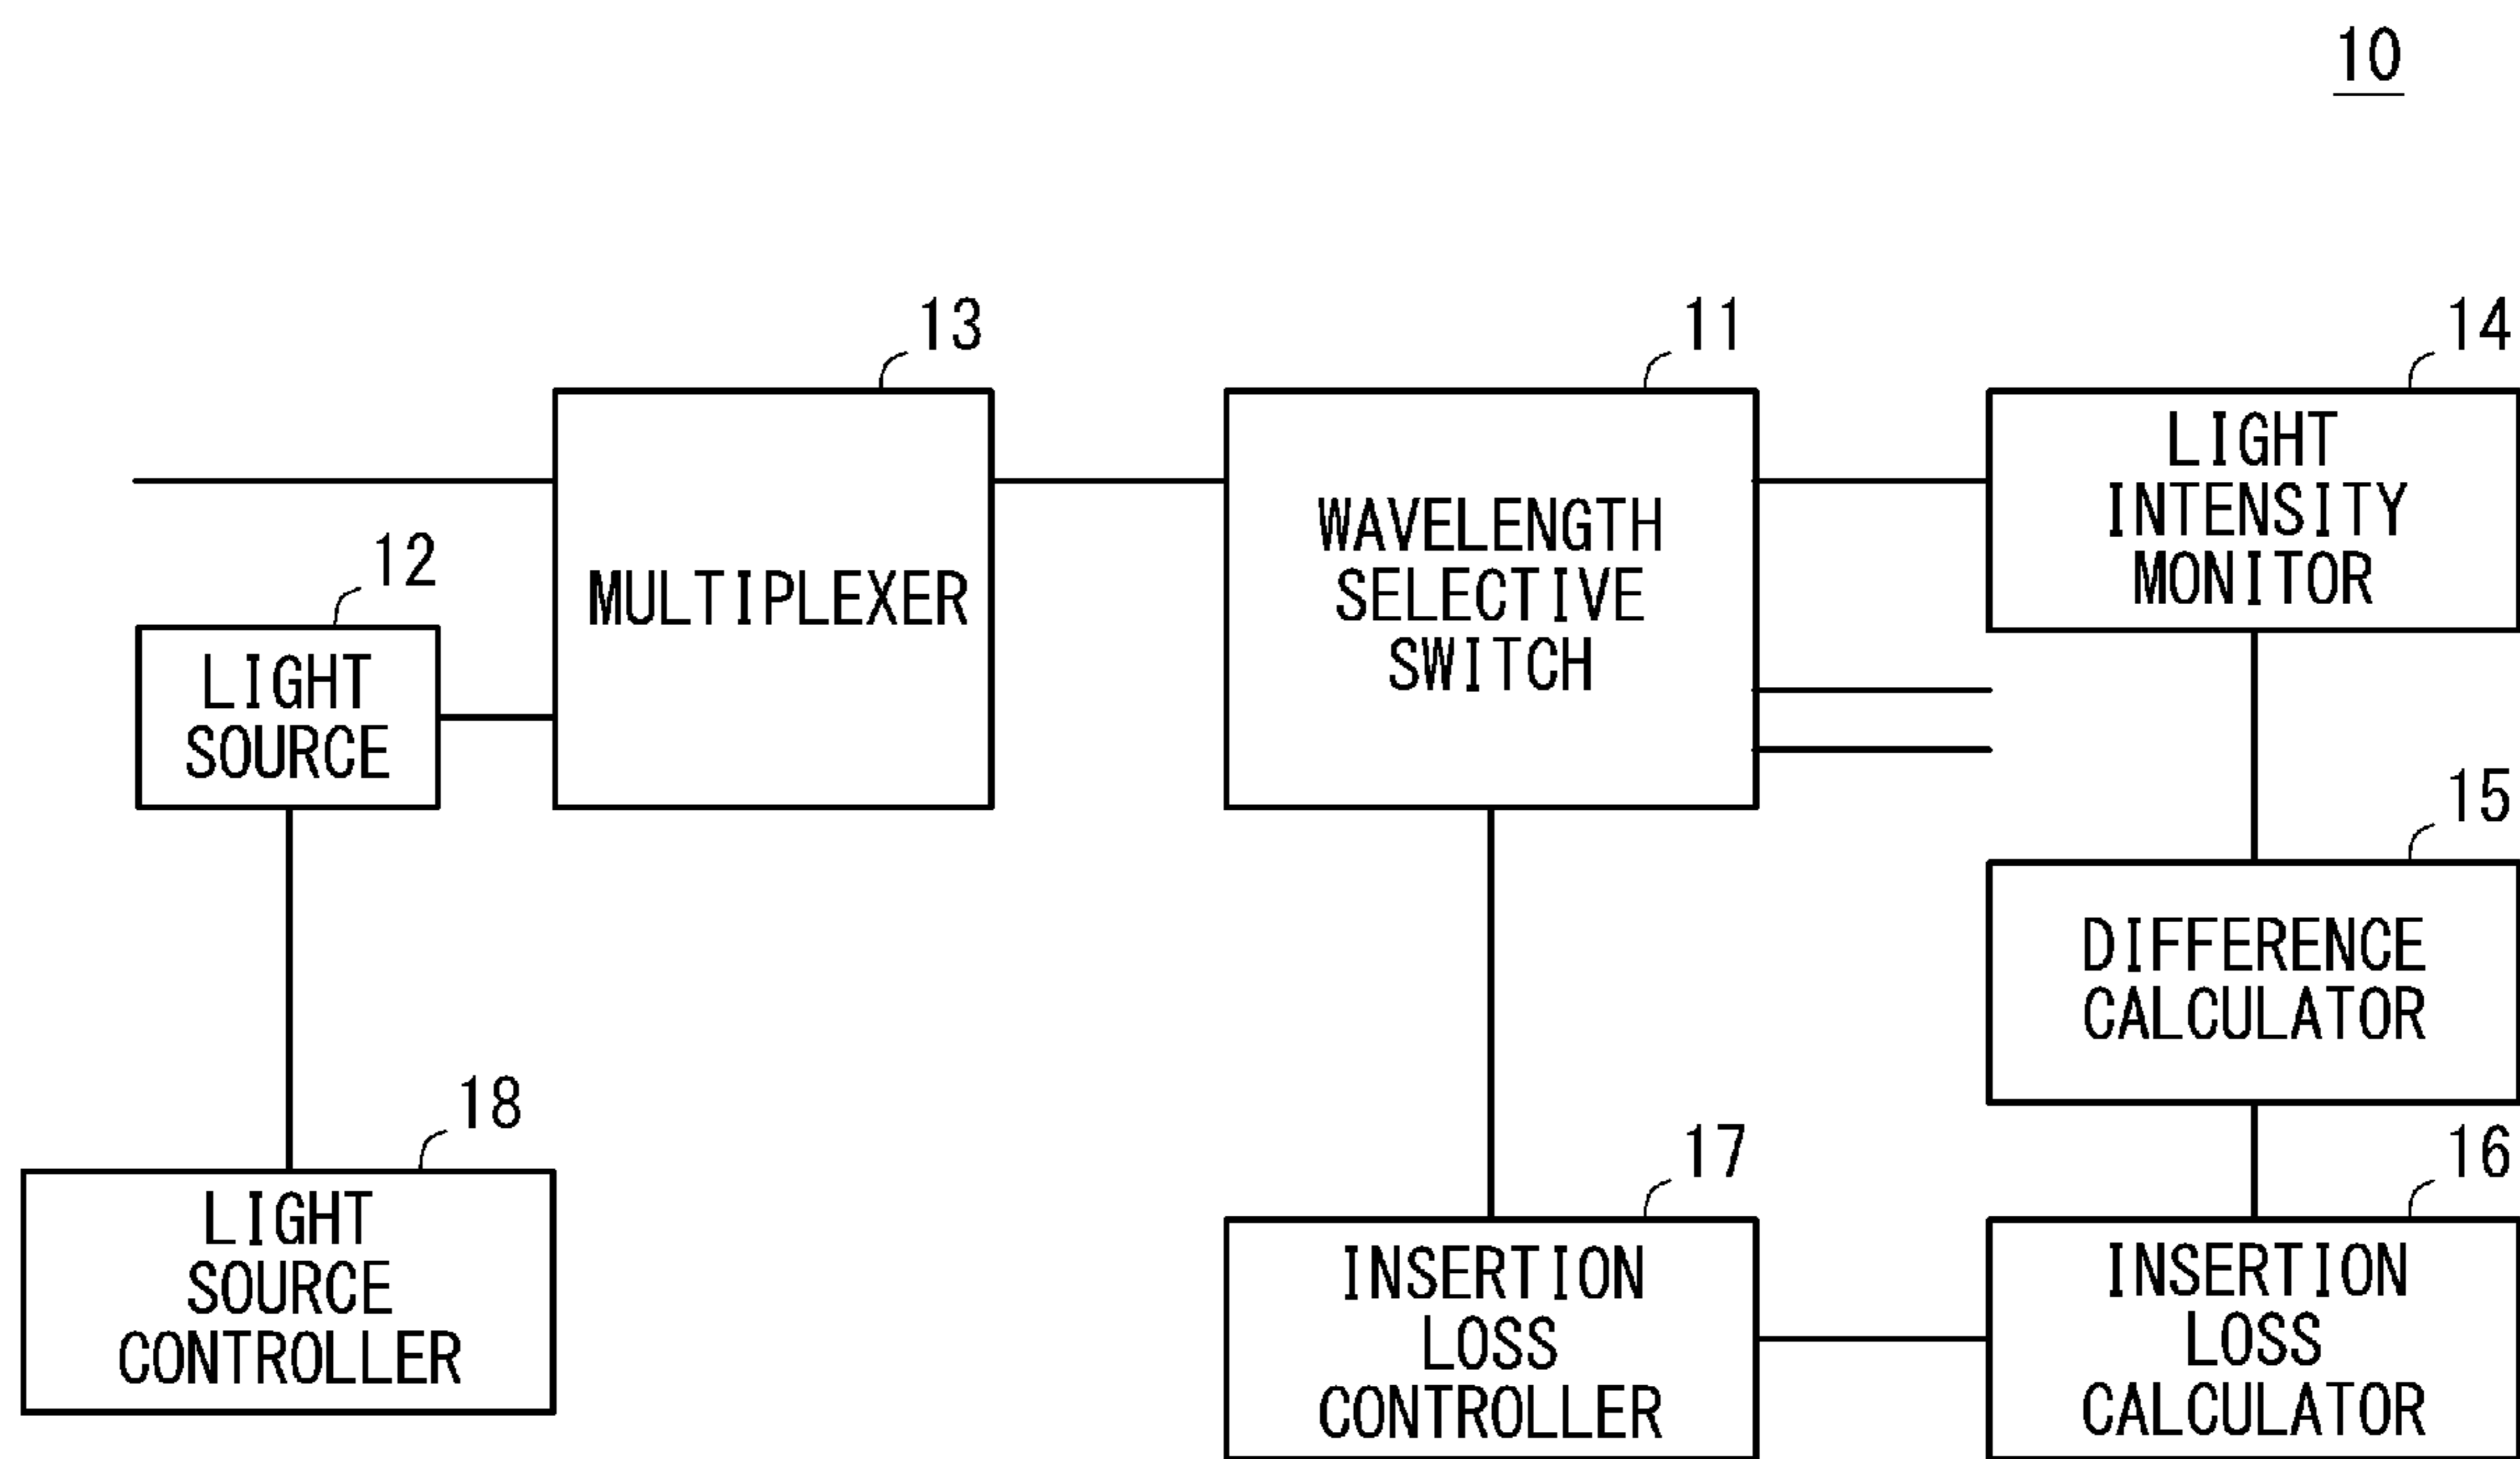 10
13
11
14
12
MULTIPLEXER
WAVELENGTH
SELECTIVE
SWITCH
LIGHT
INTENSITY
MONITOR
LIGHT
SOURCE
15
DIFFERENCE
CALCULATOR
18
17
16
LIGHT
SOURCE
CONTROLLER
INSERTION
LOSS
CONTROLLER
INSERTION
LOSS
CALCULATOR